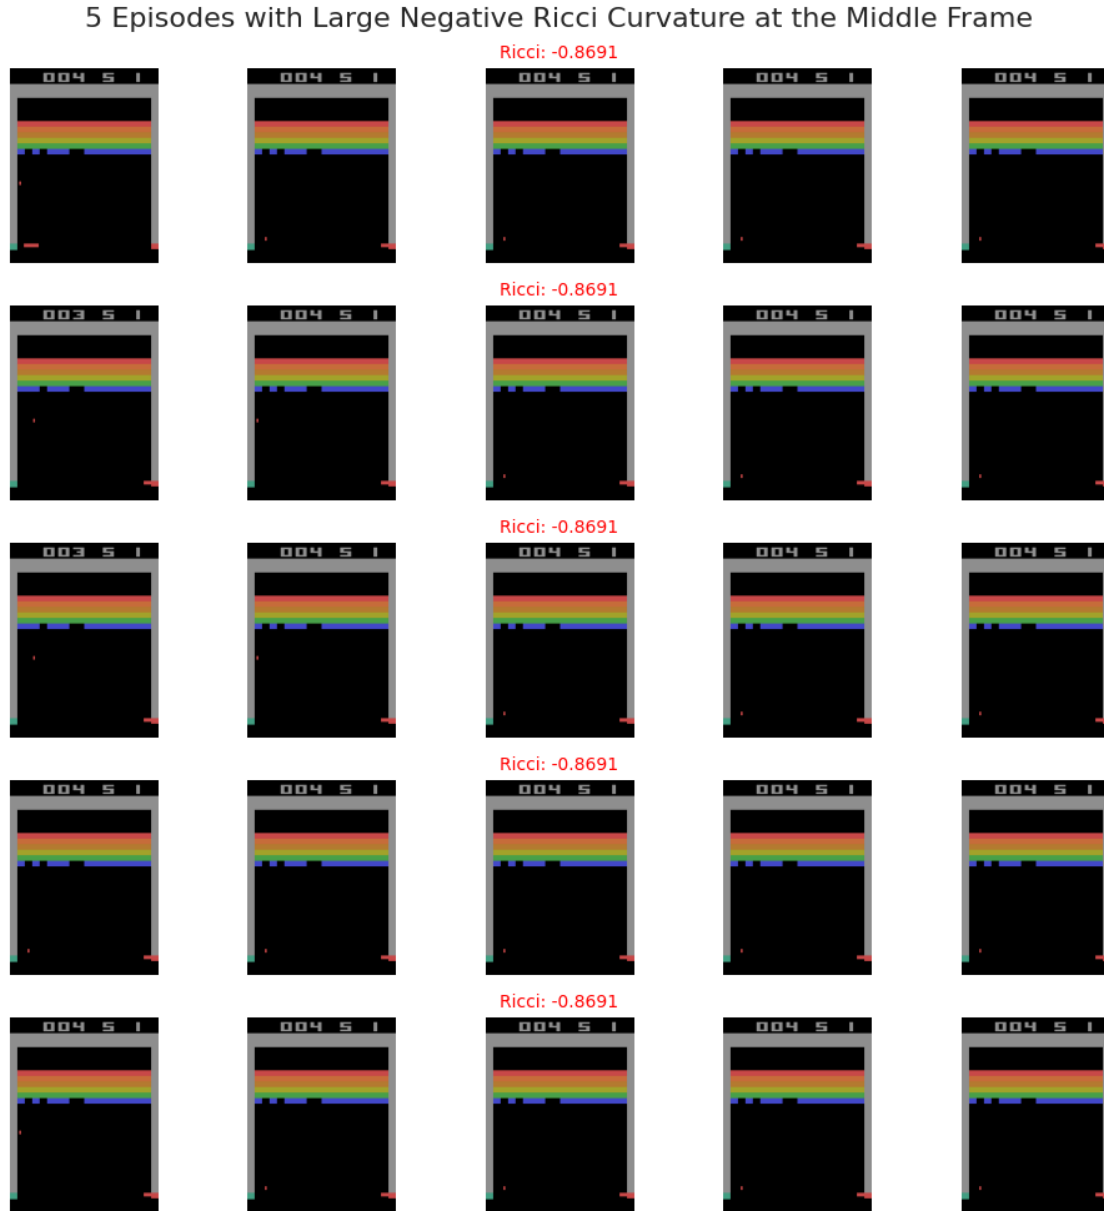 5 Episodes with Large Negative Ricci Curvature at the Middle Frame
Ricci: -0.8691
004 5 1 004 5 1 004 5 1 004 5 1 004 5 1
Ricci: -0.8691
003 5 1 004 5 1 004 5 1 004 5 1 004 5 1
Ricci: -0.8691
003 5 1 004 5 1 004 5 1 004 5 1 004 5 1
Ricci: -0.8691
004 5 1 004 5 1 004 5 1 004 5 1 004 5 1
Ricci: -0.8691
004 5 1 004 5 1 004 5 1 004 5 1 004 5 1